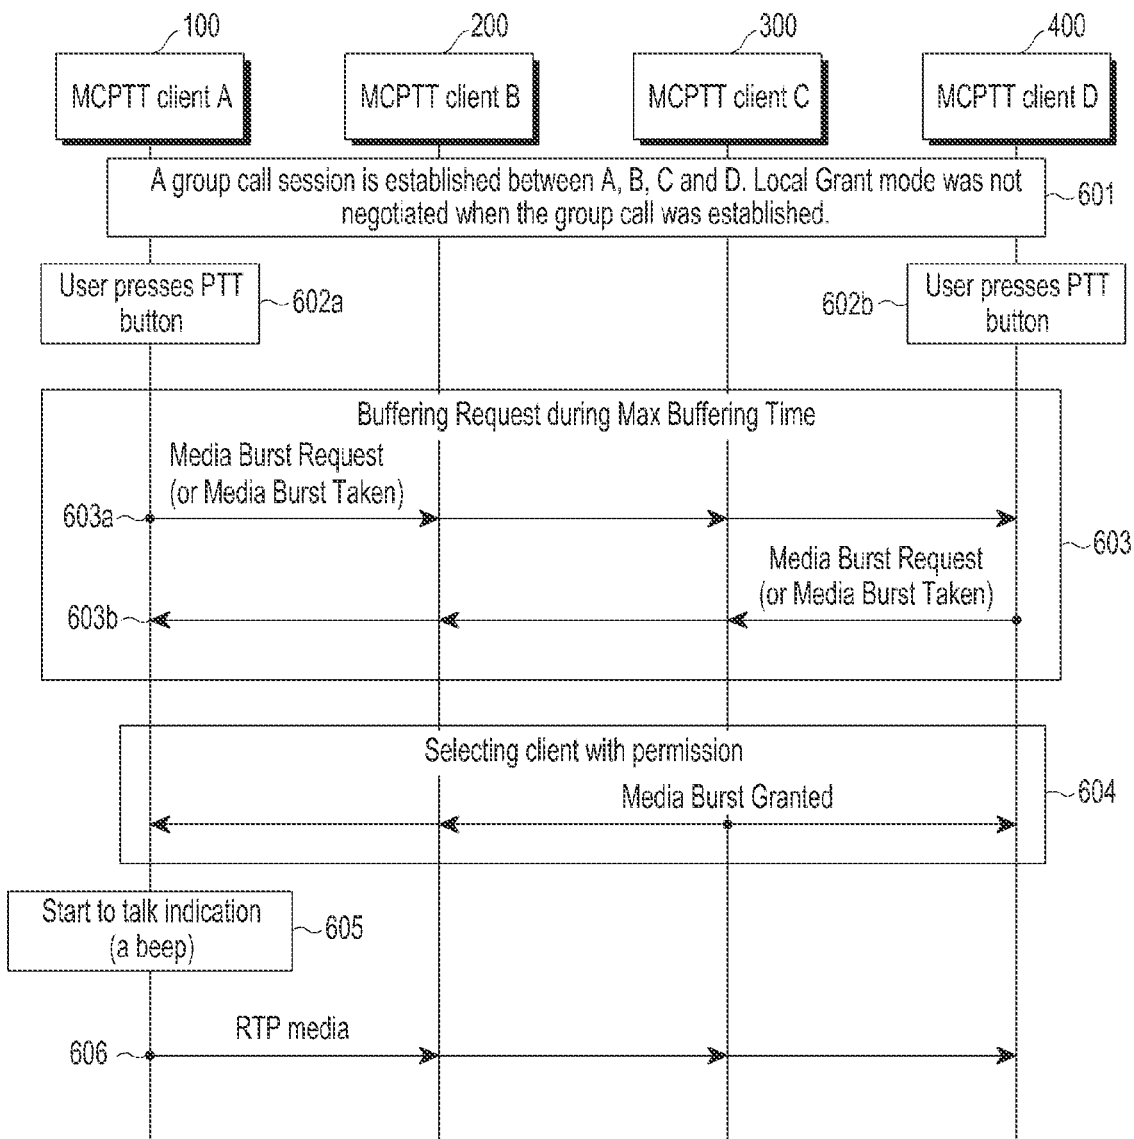 100
200
300
400
MCPTT client A
MCPTT client B
MCPTT client C
MCPTT client D
A group call session is established between A, B, C and D. Local Grant mode was not
negotiated when the group call was established.
601
User presses PTT
button
602a
602b
User presses PTT
button
Buffering Request during Max Buffering Time
Media Burst Request
(or Media Burst Taken)
603a
603
Media Burst Request
(or Media Burst Taken)
603b
Selecting client with permission
Media Burst Granted
604
Start to talk indication
(a beep)
605
RTP media
606